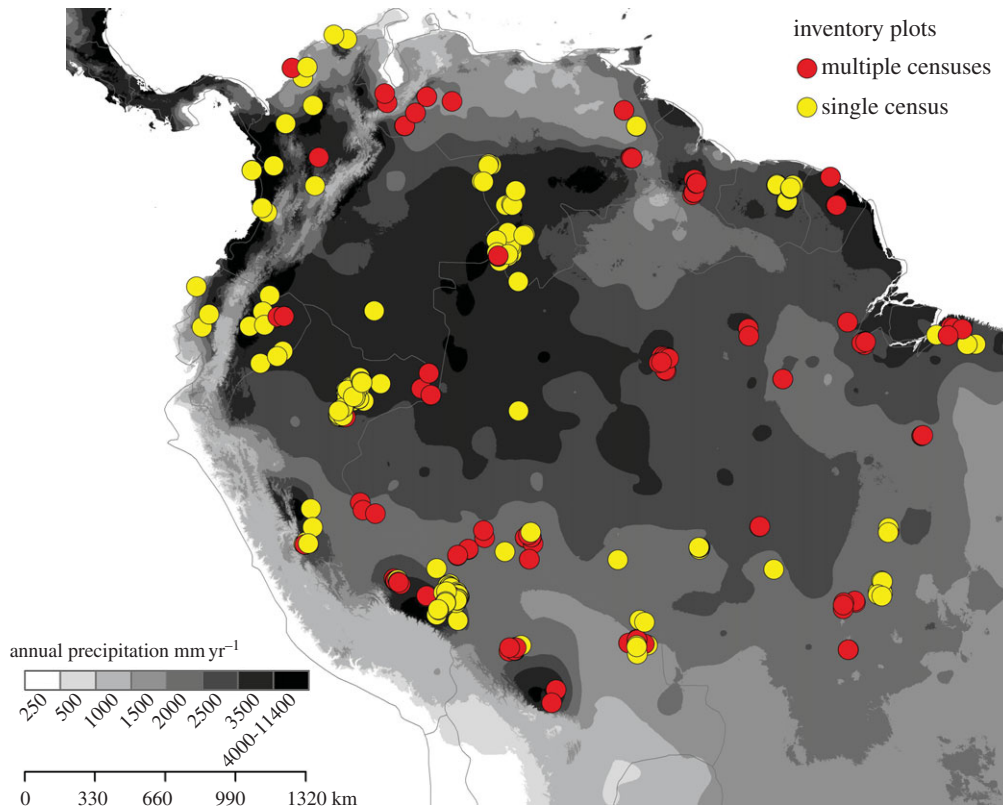 inventory plots
multiple censuses
single census
annual precipitation mm yr⁻¹
250 500 1000 1500 2000 2500 3500 4000-11400
0 330 660 990 1320 km